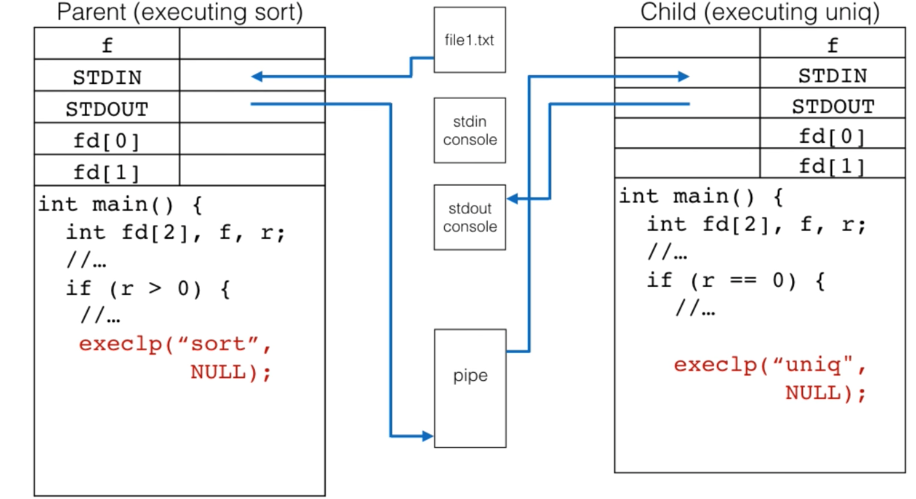 Parent (executing sort)
f
STDIN
STDOUT
fd[0]
fd[1]
int main() {
int fd[2], f, r;
//…
if (r > 0) {
//…
execlp(“sort”,
NULL);
file1.txt
stdin
console
stdout
console
pipe
Child (executing uniq)
f
STDIN
STDOUT
fd[0]
fd[1]
int main() {
int fd[2], f, r;
//…
if (r == 0) {
//…
execlp(“uniq",
NULL);